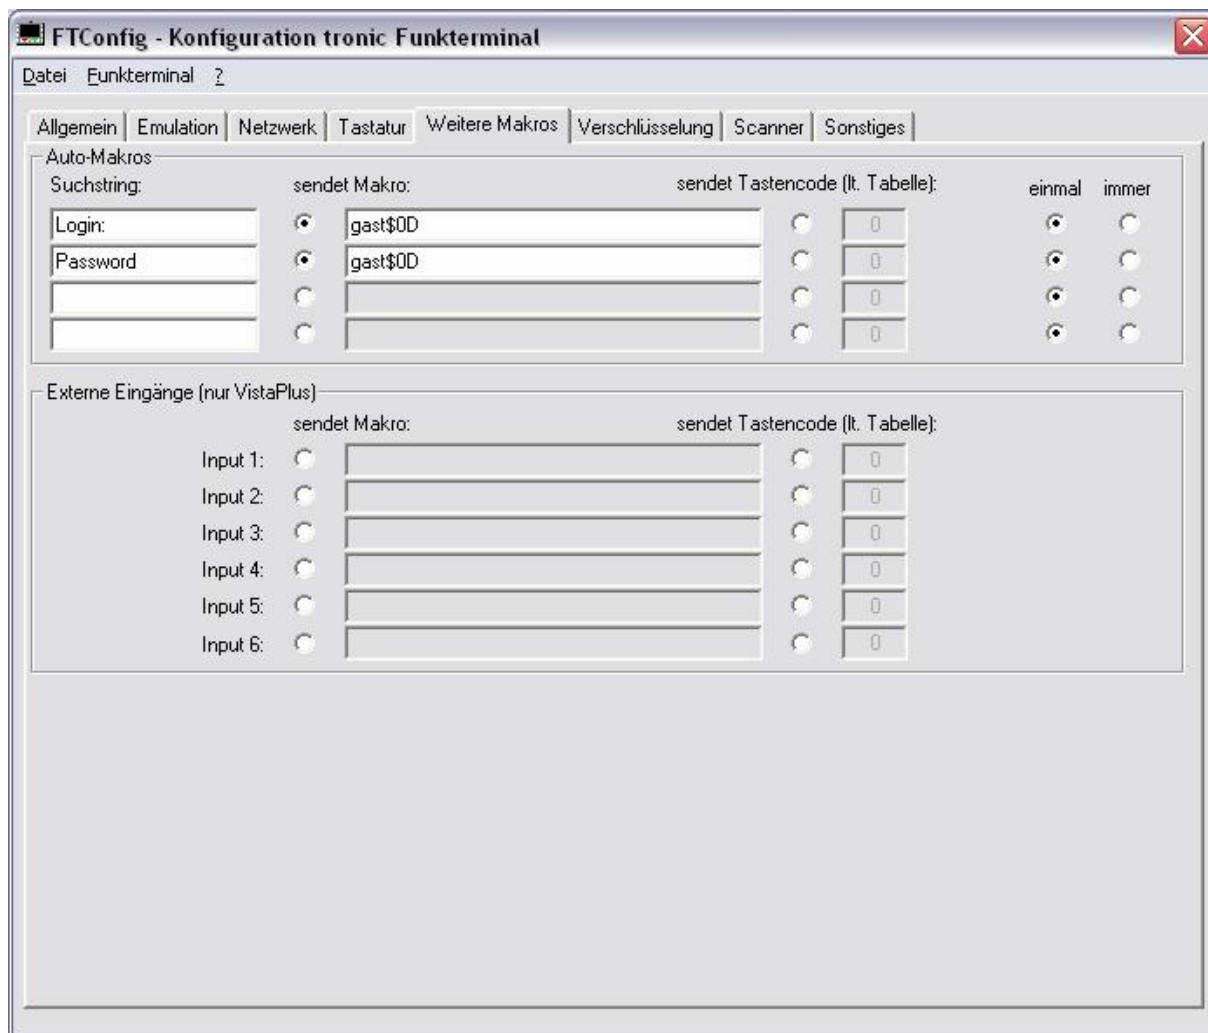 FTConfig - Konfiguration tronic Funkterminal
Datei Funkterminal ?
Allgemein Emulation Netzwerk Tastatur Weitere Makros Verschlüsselung Scanner Sonstiges
Auto-Makros
Suchstring: sendet Makro: sendet Tastencode (lt. Tabelle): einmal immer
Login: gast$0D 0
Password gast$0D 0
0
0
Externe Eingänge (nur VistaPlus)
sendet Makro: sendet Tastencode (lt. Tabelle):
Input 1: 0
Input 2: 0
Input 3: 0
Input 4: 0
Input 5: 0
Input 6: 0